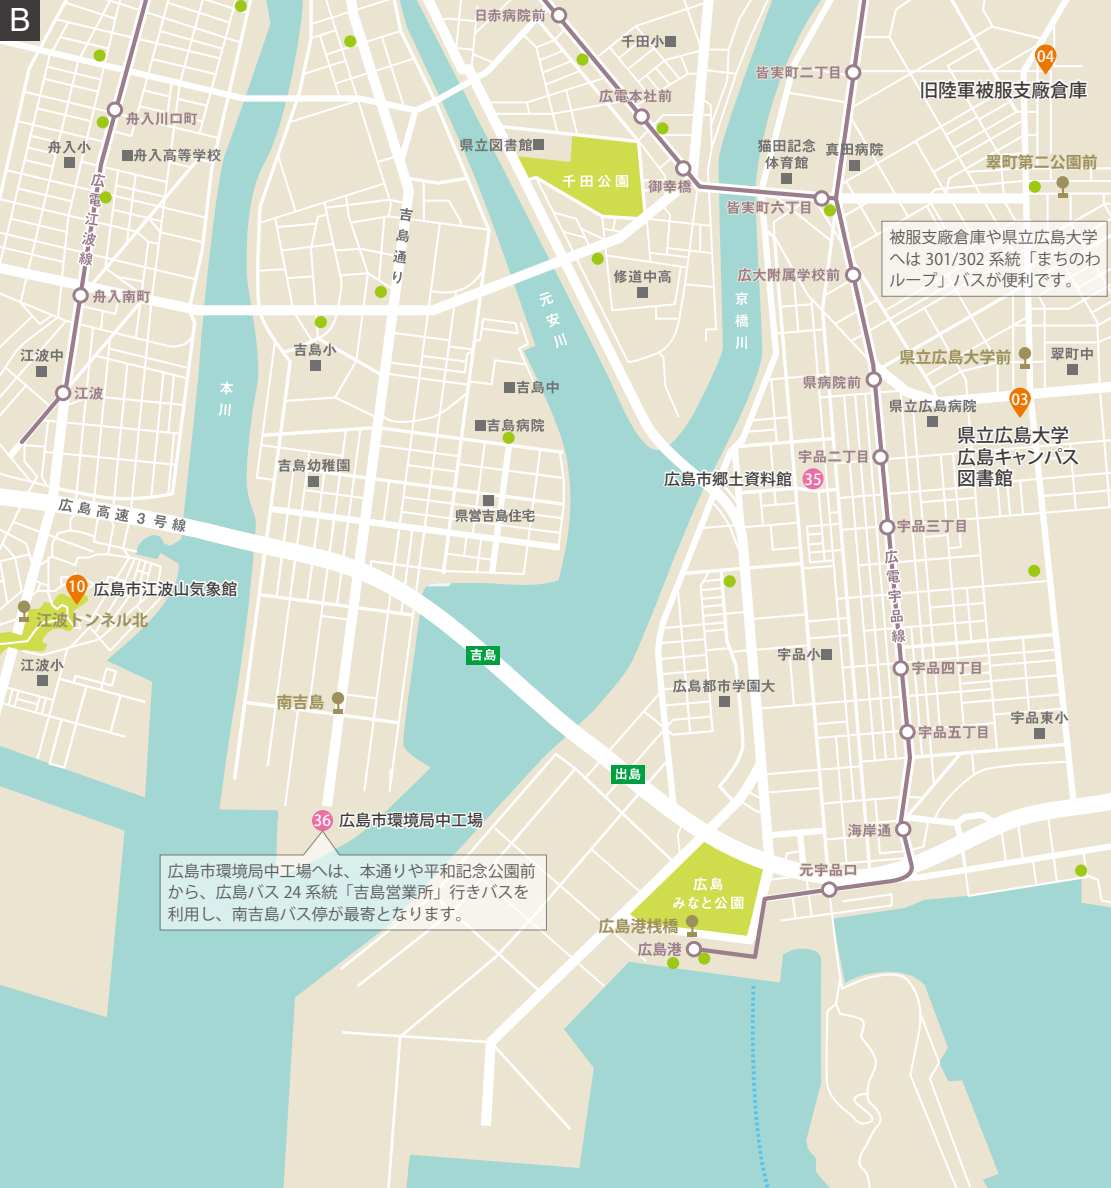 B
日赤病院前
千田小
04
旧陸軍被服支廠倉庫
皆実町二丁目
広電本社前
舟入川口町
舟入小
舟入高等学校
県立図書館
千田公園
猫田記念
体育館
真田病院
翠町第二公園前
御幸橋
皆実町六丁目
広電江波線
吉島通り
被服支廠倉庫や県立広島大学
へは 301/302 系統「まちのわ
ループ」バスが便利です。
修道中高
広大附属学校前
舟入南町
元安川
京橋川
江波中
吉島小
県立広島大学前
翠町中
江波
本川
吉島中
県病院前
03
県立広島病院
吉島病院
県立広島大学
広島キャンパス
図書館
吉島幼稚園
宇品二丁目
広島市郷土資料館
35
広島高速3号線
県営吉島住宅
宇品三丁目
広電宇品線
10
広島市江波山気象館
江波トンネル北
江波小
吉島
宇品小
宇品四丁目
広島都市学園大
南吉島
宇品東小
宇品五丁目
出島
36
広島市環境局中工場
海岸通
広島市環境局中工場へは、本通りや平和記念公園前
から、広島バス 24 系統「吉島営業所」行きバスを
利用し、南吉島バス停が最寄となります。
元宇品口
広島
みなと公園
広島港桟橋
広島港